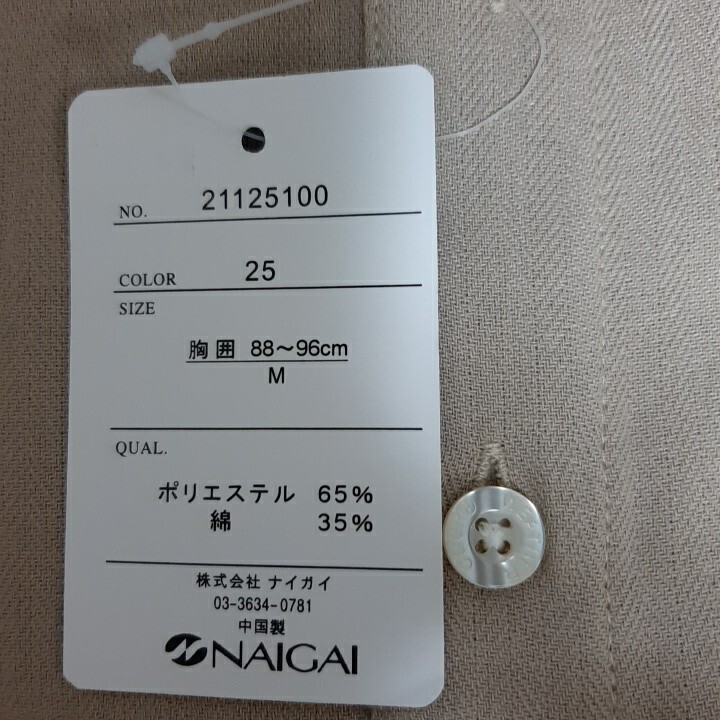 NO. 21125100
COLOR 25
SIZE
胸囲 88～96cm
M
QUAL.
ポリエステル 65%
綿 35%
株式会社 ナイガイ
03-3634-0781
中国製
NAIGAI